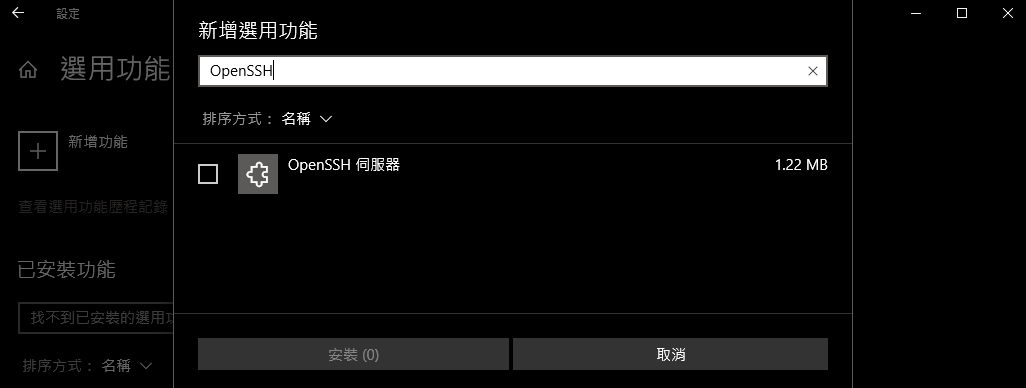 設定
選用功能
新增功能
查看選用功能歷程記錄
已安裝功能
找不到已安裝的選用功
排序方式： 名稱
新增選用功能
OpenSSH
排序方式： 名稱
OpenSSH 伺服器 1.22 MB
安裝 (0) 取消